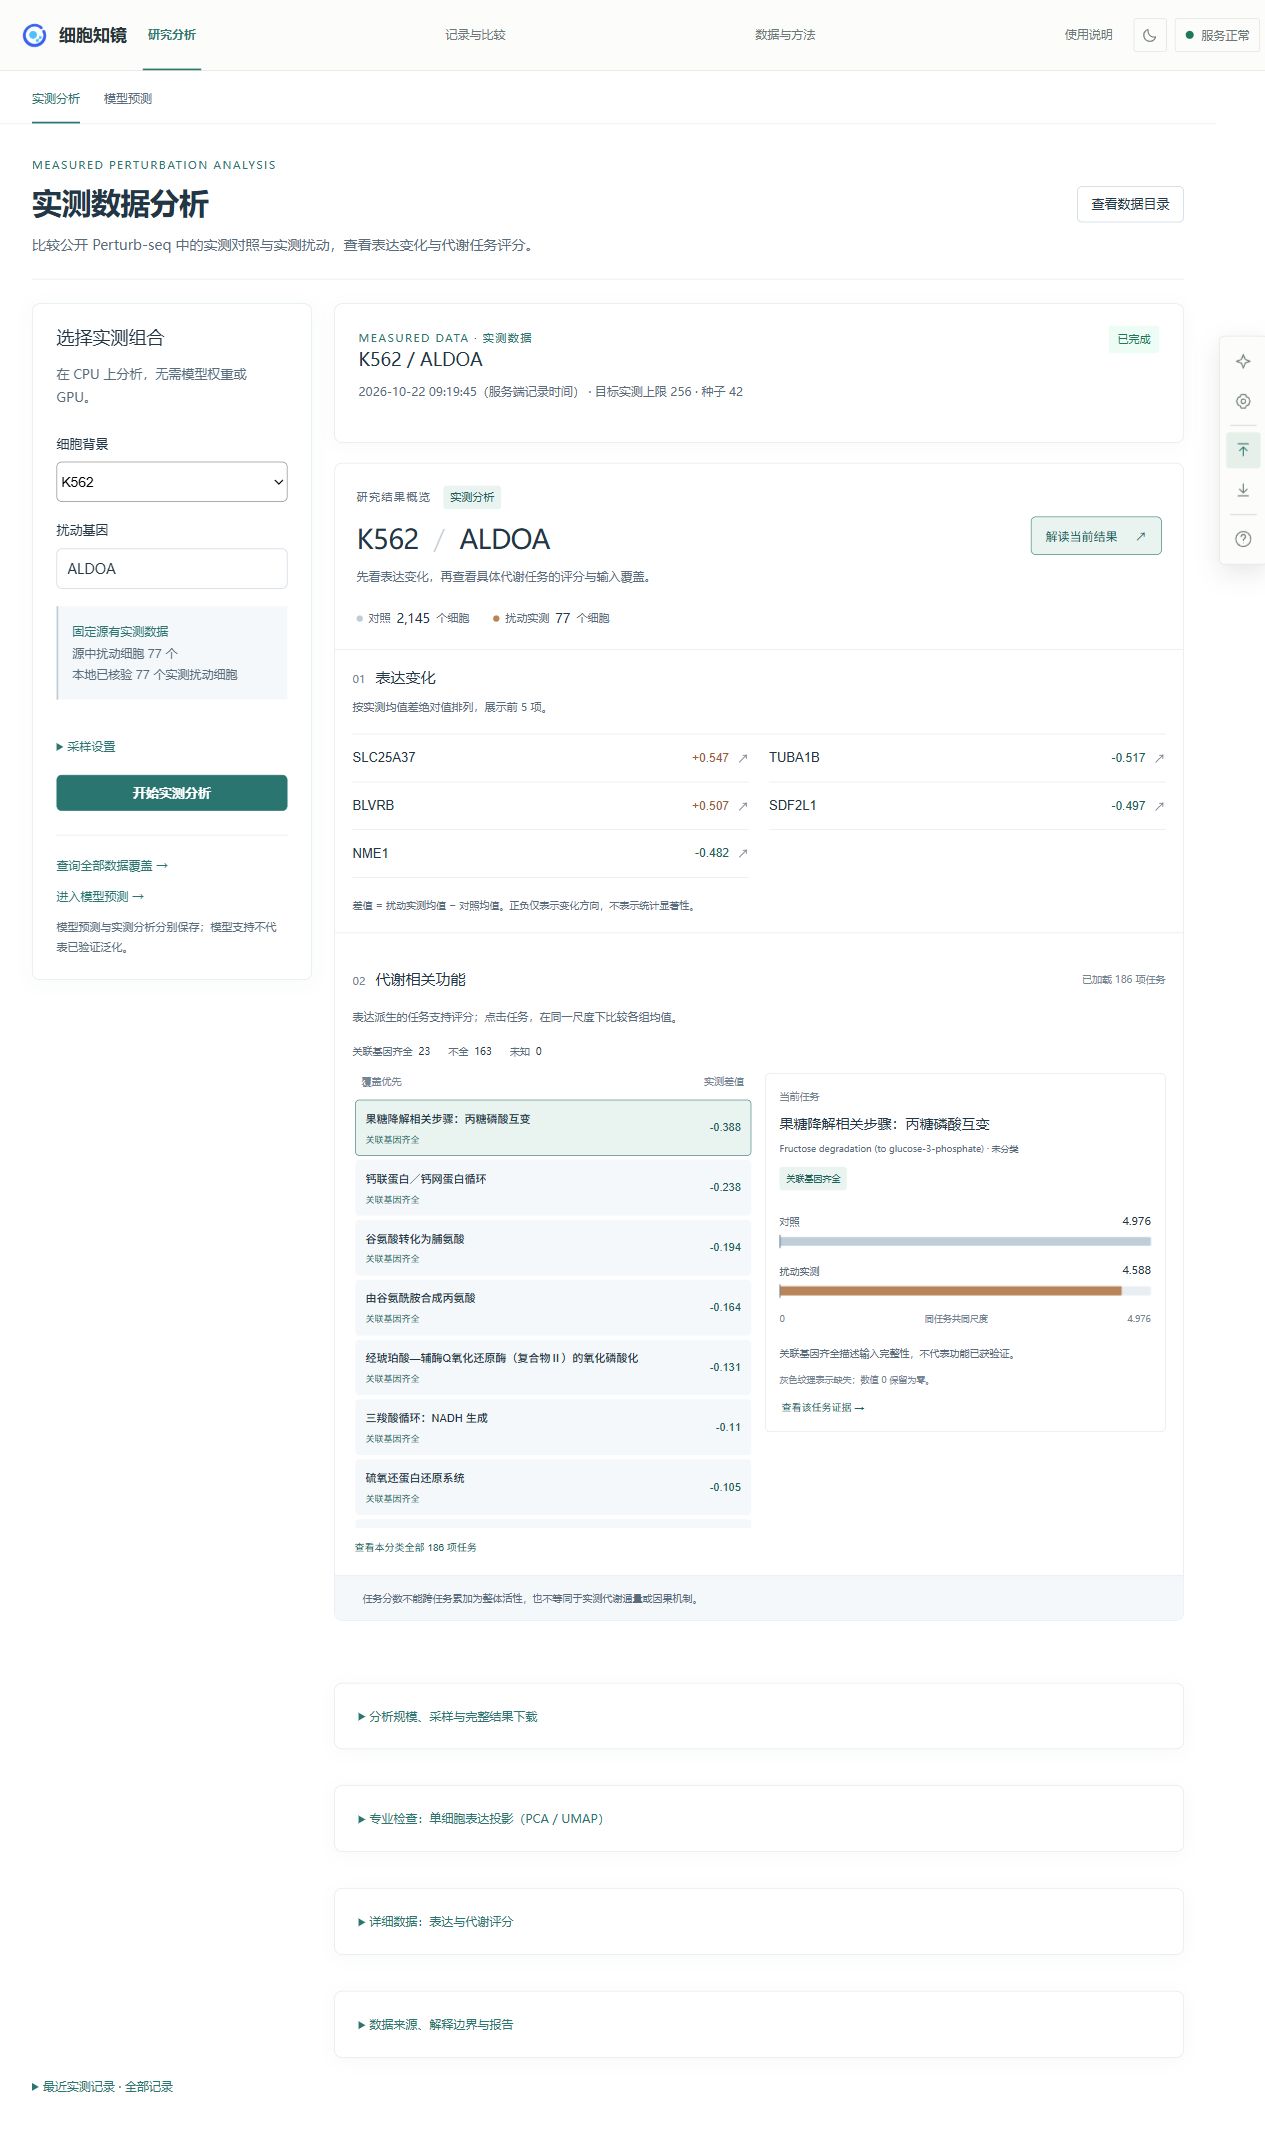 细胞知镜
研究分析
记录与比较
数据与方法
使用说明
服务正常
实测分析
模型预测
MEASURED PERTURBATION ANALYSIS
实测数据分析
查看数据目录
比较公开 Perturb-seq 中的实测对照与实测扰动，查看表达变化与代谢任务评分。
选择实测组合
在 CPU 上分析，无需模型权重或
GPU。
细胞背景
K562
扰动基因
ALDOA
固定源有实测数据
源中扰动细胞 77 个
本地已核验 77 个实测扰动细胞
▶ 采样设置
开始实测分析
查询全部数据覆盖 →
进入模型预测 →
模型预测与实测分析分别保存；模型支持不代
表已验证泛化。
MEASURED DATA · 实测数据
已完成
K562 / ALDOA
2026-10-22 09:19:45（服务端记录时间） · 目标实测上限 256 · 种子 42
研究结果概览
实测分析
K562 / ALDOA
解读当前结果 ↗
先看表达变化，再查看具体代谢任务的评分与输入覆盖。
对照 2,145 个细胞
扰动实测 77 个细胞
01 表达变化
按实测均值差绝对值排列，展示前 5 项。
SLC25A37 +0.547 ↗
TUBA1B -0.517 ↗
BLVRB +0.507 ↗
SDF2L1 -0.497 ↗
NME1 -0.482 ↗
差值 = 扰动实测均值 − 对照均值。正负仅表示变化方向，不表示统计显著性。
02 代谢相关功能
已加载 186 项任务
表达派生的任务支持评分；点击任务，在同一尺度下比较各组均值。
关联基因齐全 23 不全 163 未知 0
覆盖优先 实测差值
果糖降解相关步骤：丙糖磷酸互变
关联基因齐全
-0.388
钙联蛋白／钙网蛋白循环
关联基因齐全
-0.238
谷氨酸转化为脯氨酸
关联基因齐全
-0.194
由谷氨酰胺合成丙氨酸
关联基因齐全
-0.164
经琥珀酸—辅酶Q氧化还原酶（复合物 II ）的氧化磷酸化
关联基因齐全
-0.131
三羧酸循环：NADH 生成
关联基因齐全
-0.11
硫氧还蛋白还原系统
关联基因齐全
-0.105
查看本分类全部 186 项任务
当前任务
果糖降解相关步骤：丙糖磷酸互变
Fructose degradation (to glucose-3-phosphate) · 未分类
关联基因齐全
对照 4.976
扰动实测 4.588
0 同任务共同尺度 4.976
关联基因齐全描述输入完整性，不代表功能已获验证。
灰色纹理表示缺失；数值 0 保留为零。
查看该任务证据 →
任务分数不能跨任务累加为整体活性，也不等同于实测代谢通量或因果机制。
▶ 分析规模、采样与完整结果下载
▶ 专业检查：单细胞表达投影（PCA / UMAP）
▶ 详细数据：表达与代谢评分
▶ 数据来源、解释边界与报告
▶ 最近实测记录 · 全部记录